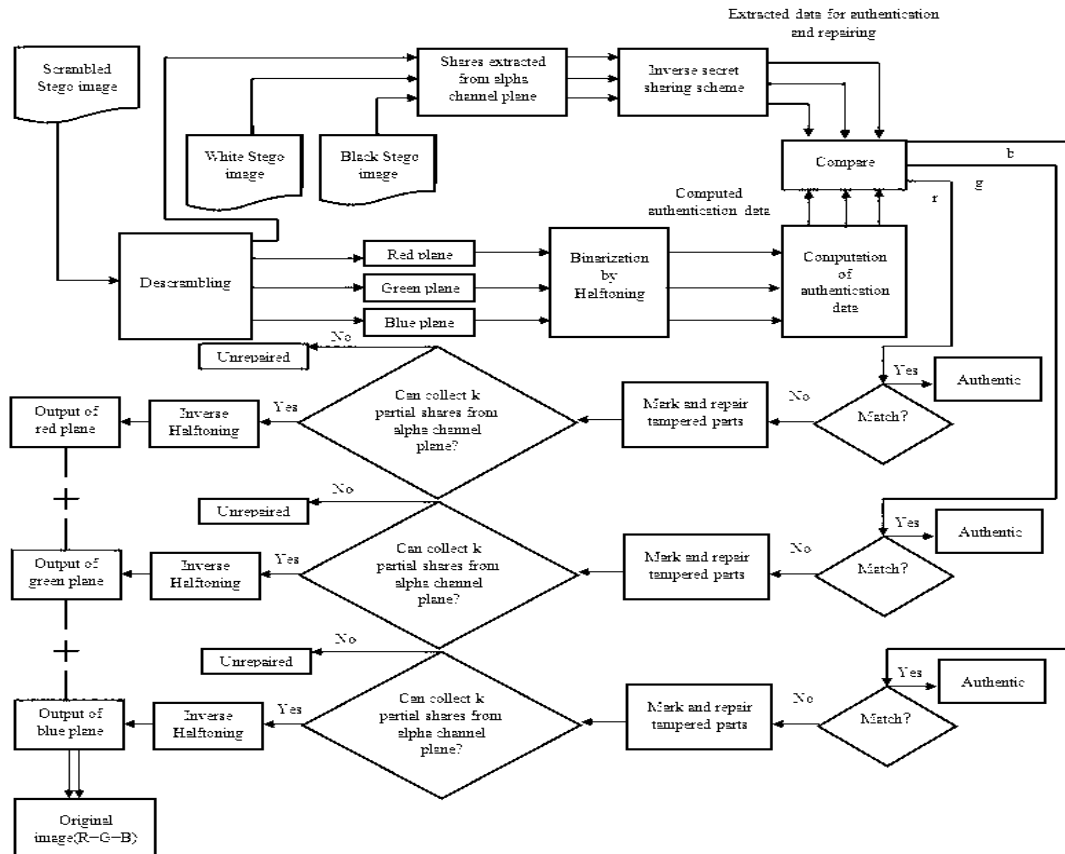 Extracted data for authentication
and repairing
Scrambled
Stego image
Shares extracted
from alpha
channel plane
Inverse secret
sharing scheme
White Stego
image
Black Stego
image
Compare
b
g
r
Computed
authentication data
Descrambling
Red plane
Green plane
Blue plane
Binarization
by
Halftoning
Computation
of
authentication
data
Unrepaired
No
Can collect k
partial shares from
alpha channel
plane?
Yes
Inverse
Halftoning
Output of
red plane
Mark and repair
tampered parts
No
Match?
Yes
Authentic
Unrepaired
No
Can collect k
partial shares from
alpha channel
plane?
Yes
Inverse
Halftoning
Output of
green plane
Mark and repair
tampered parts
No
Match?
Yes
Authentic
Unrepaired
No
Can collect k
partial shares from
alpha channel
plane?
Yes
Inverse
Halftoning
Output of
blue plane
Mark and repair
tampered parts
No
Match?
Yes
Authentic
Original
image(R-G-B)